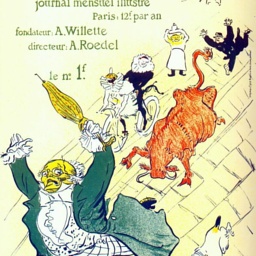 journal mensuel illustré
Paris: 12f. par an
fondateur: A. Willette
directeur: A. Roedel
le nº: 1f.